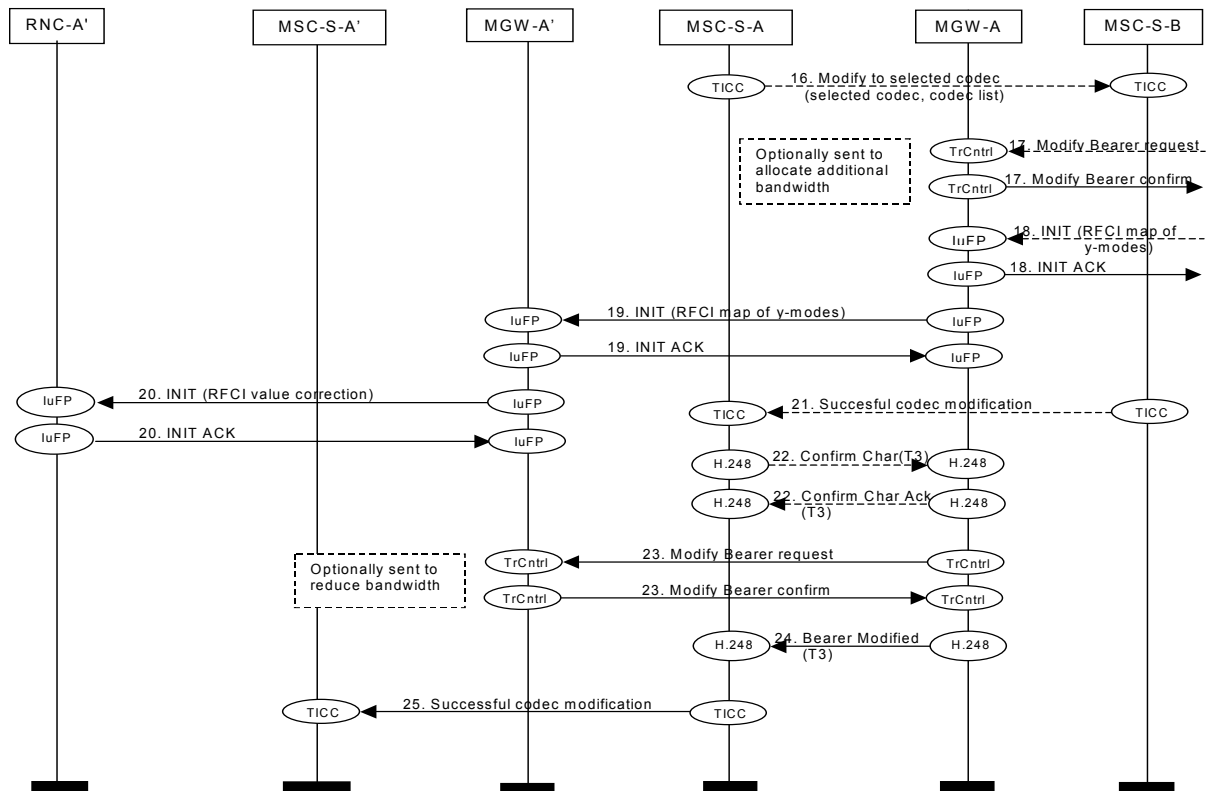 RNC-A'
MSC-S-A’
MGW-A’
MSC-S-A
MGW-A
MSC-S-B
TICC
16. Modify to selected codec
(selected codec, codec list)
TICC
Optionally sent to
allocate additional
bandwidth
TrCntrl
17. Modify Bearer request
TrCntrl
17. Modify Bearer confirm
IuFP
18. INIT (RFCI map of
y-modes)
IuFP
18. INIT ACK
IuFP
19. INIT (RFCI map of y-modes)
IuFP
IuFP
19. INIT ACK
IuFP
IuFP
20. INIT (RFCI value correction)
IuFP
TICC
21. Succesful codec modification
TICC
IuFP
20. INIT ACK
IuFP
H.248
22. Confirm Char(T3)
H.248
H.248
22. Confirm Char Ack
(T3)
H.248
Optionally sent to
reduce bandwidth
TrCntrl
23. Modify Bearer request
TrCntrl
TrCntrl
23. Modify Bearer confirm
TrCntrl
H.248
24. Bearer Modified
(T3)
H.248
TICC
25. Successful codec modification
TICC